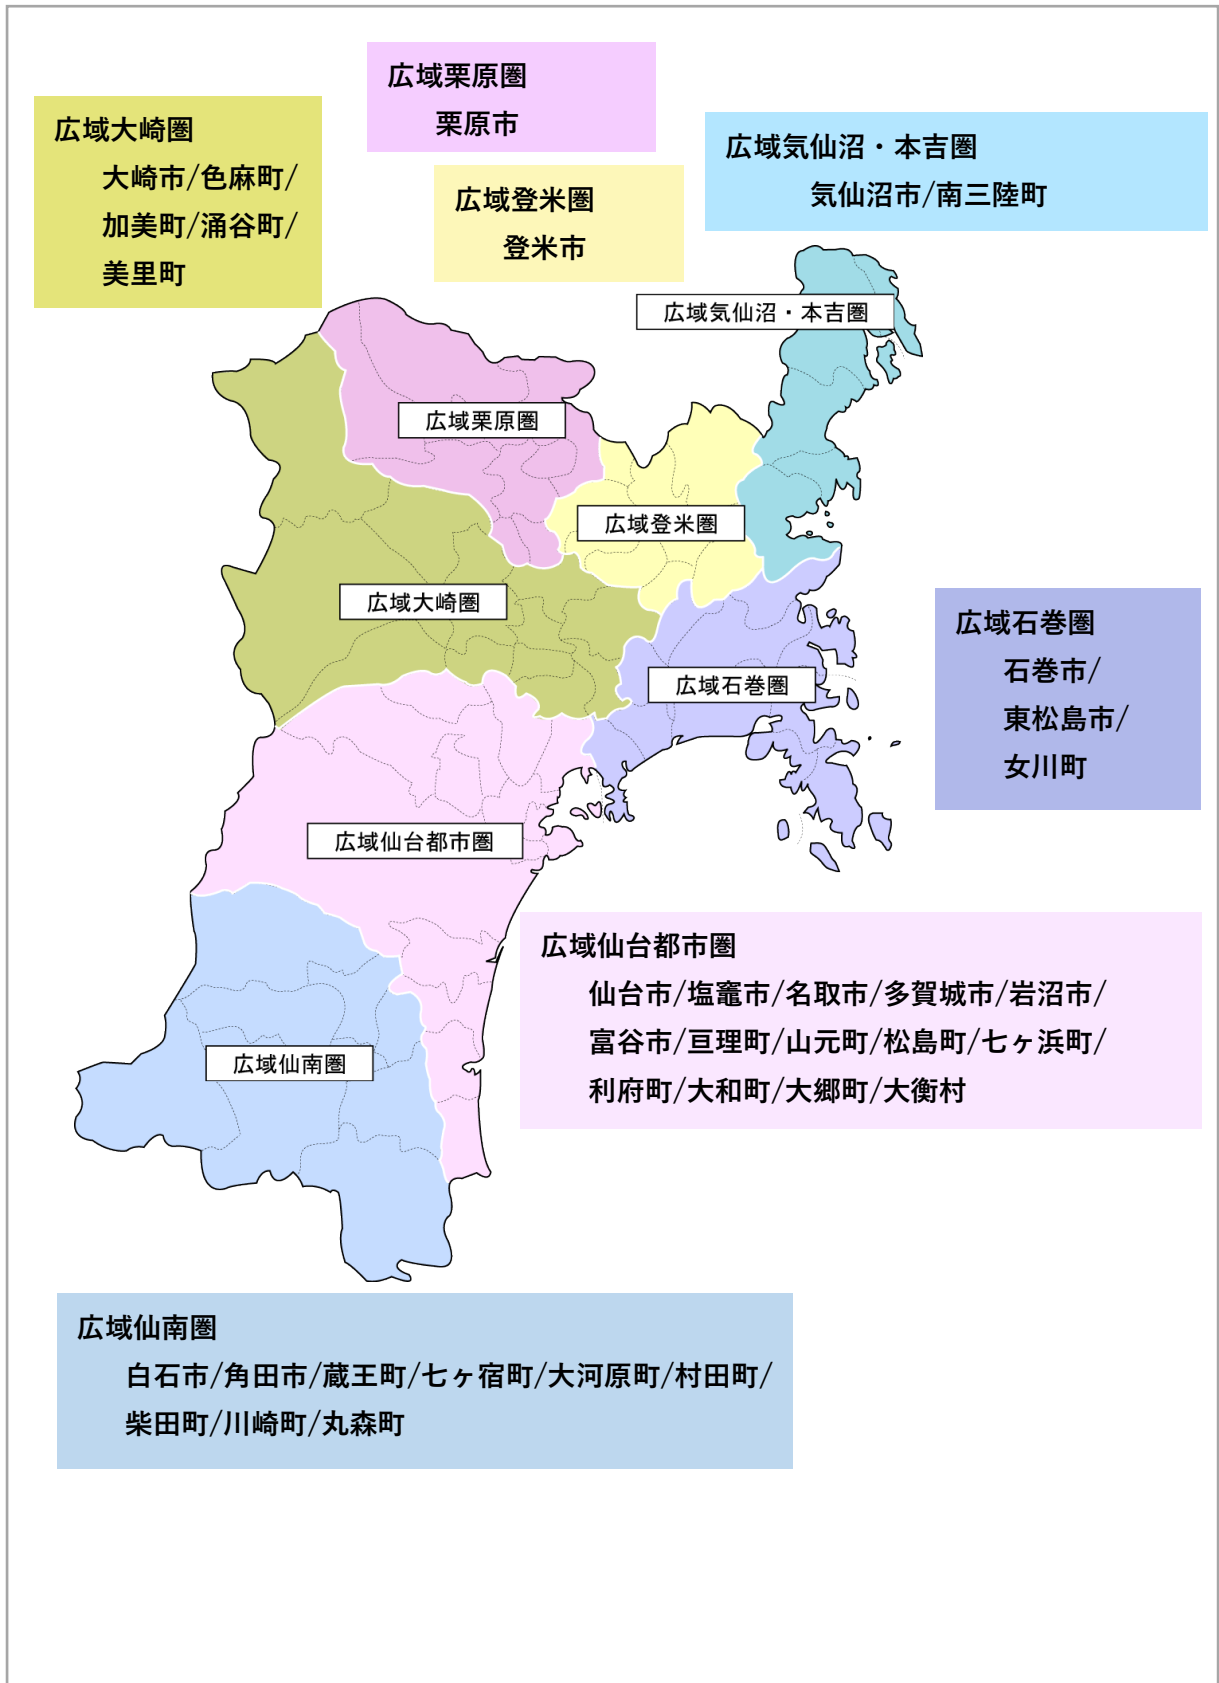 広域栗原圏
栗原市
広域大崎圏
大崎市/色麻町/
加美町/涌谷町/
美里町
広域気仙沼・本吉圏
気仙沼市/南三陸町
広域登米圏
登米市
広域気仙沼・本吉圏
広域栗原圏
広域登米圏
広域大崎圏
広域石巻圏
石巻市/
東松島市/
女川町
広域石巻圏
広域仙台都市圏
広域仙台都市圏
仙台市/塩竈市/名取市/多賀城市/岩沼市/
富谷市/亘理町/山元町/松島町/七ヶ浜町/
利府町/大和町/大郷町/大衡村
広域仙南圏
広域仙南圏
白石市/角田市/蔵王町/七ヶ宿町/大河原町/村田町/
柴田町/川崎町/丸森町